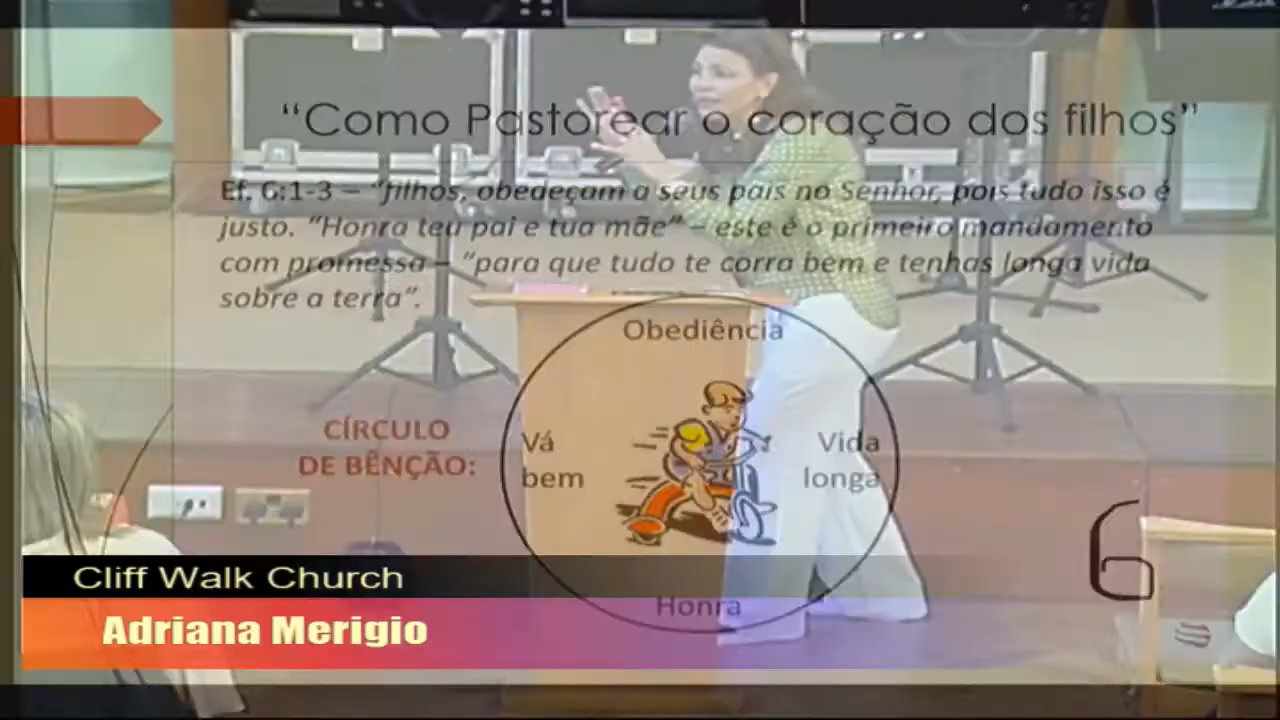 “Como Pastorear o coração dos filhos”
Ef. 6:1-3 – “filhos, obedeçam a seus pais no Senhor, pois tudo isso é
justo. “Honra teu pai e tua mãe” – este é o primeiro mandamento
com promessa – “para que tudo te corra bem e tenhas longa vida
sobre a terra”.
Obediência
CÍRCULO
DE BÊNÇÃO:
Vá
bem
Vida
longa
Honra
6
Cliff Walk Church
Adriana Merigio